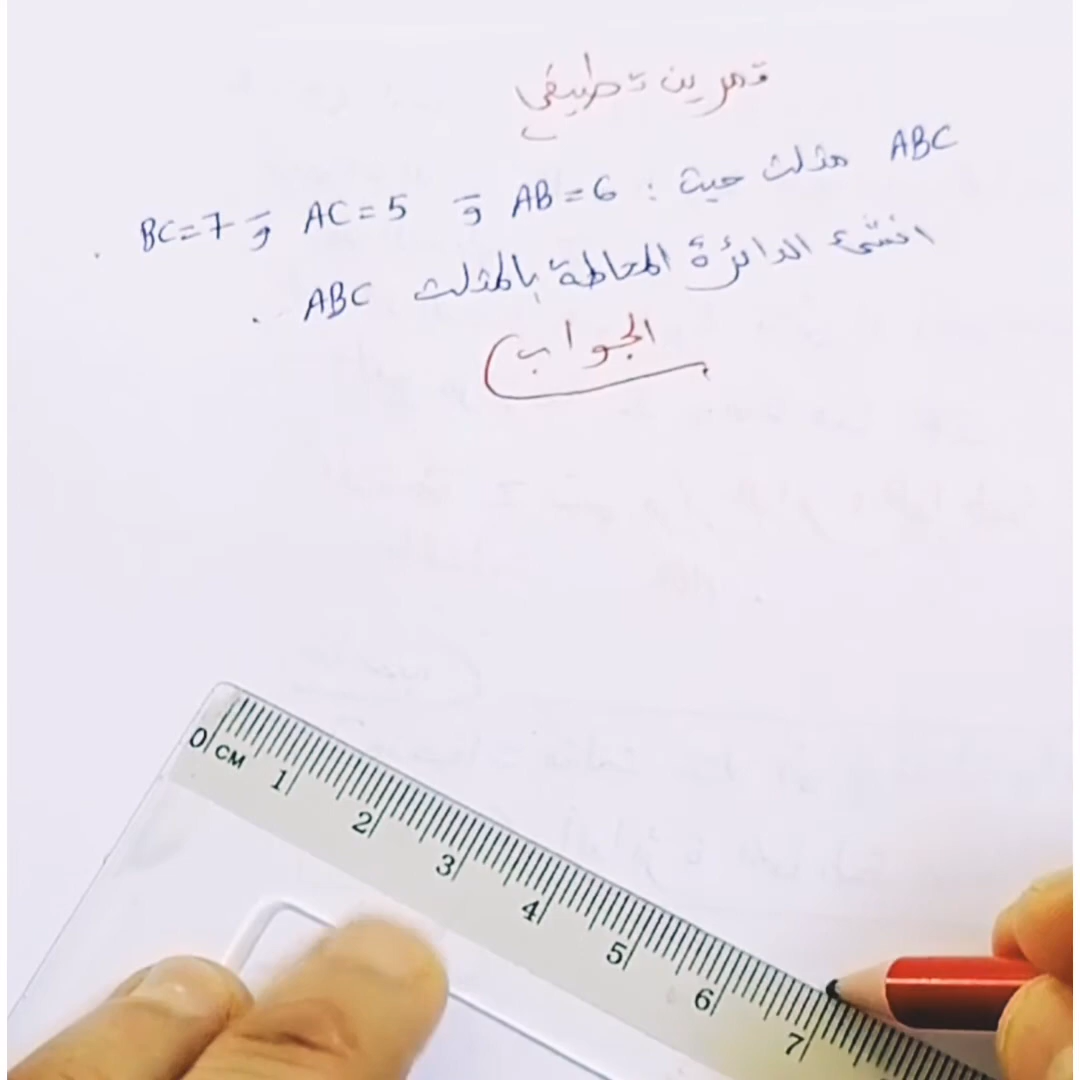 تمرين تطبيقي
ABC مثلث حيث : AB = 6 و AC = 5 و BC = 7 .
انشئ الدائرة المحاطة بالمثلث ABC .
الجواب
0 CM 1 2 3 4 5 6 7